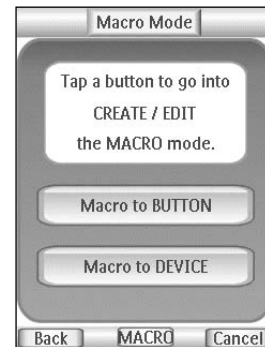 Macro Mode
Tap a button to go into
CREATE / EDIT
the MACRO mode.
Macro to BUTTON
Macro to DEVICE
Back MACRO Cancel